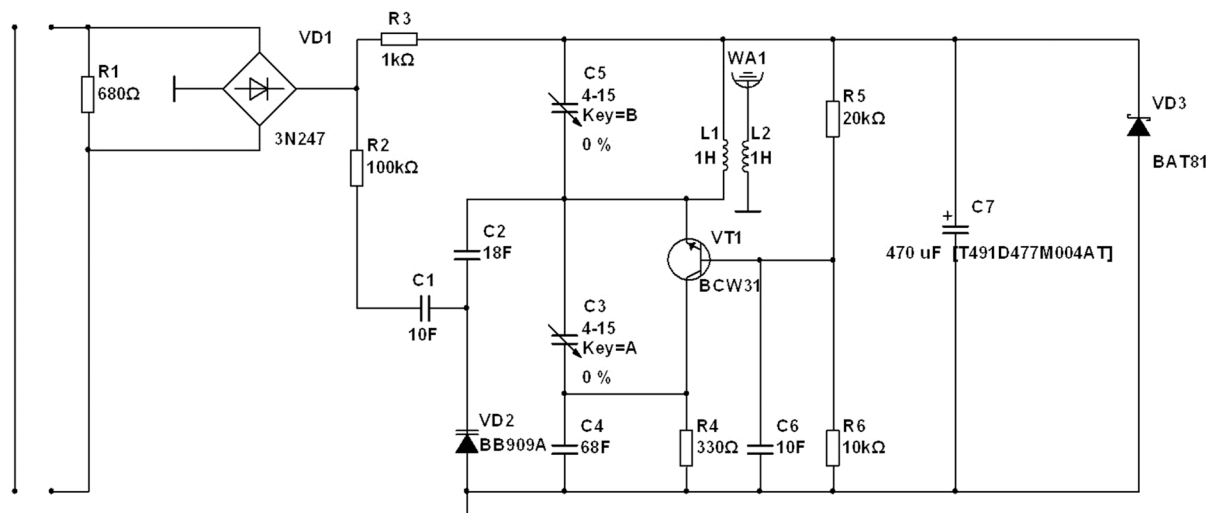 R1
680Ω
VD1
3N247
R3
1kΩ
R2
100kΩ
C1
10F
C2
18F
VD2
BB909A
C5
4-15
Key=B
0 %
C3
4-15
Key=A
0 %
C4
68F
L1
1H
WA1
L2
1H
VT1
BCW31
R4
330Ω
C6
10F
R5
20kΩ
R6
10kΩ
+
C7
470 uF [T491D477M004AT]
VD3
BAT81